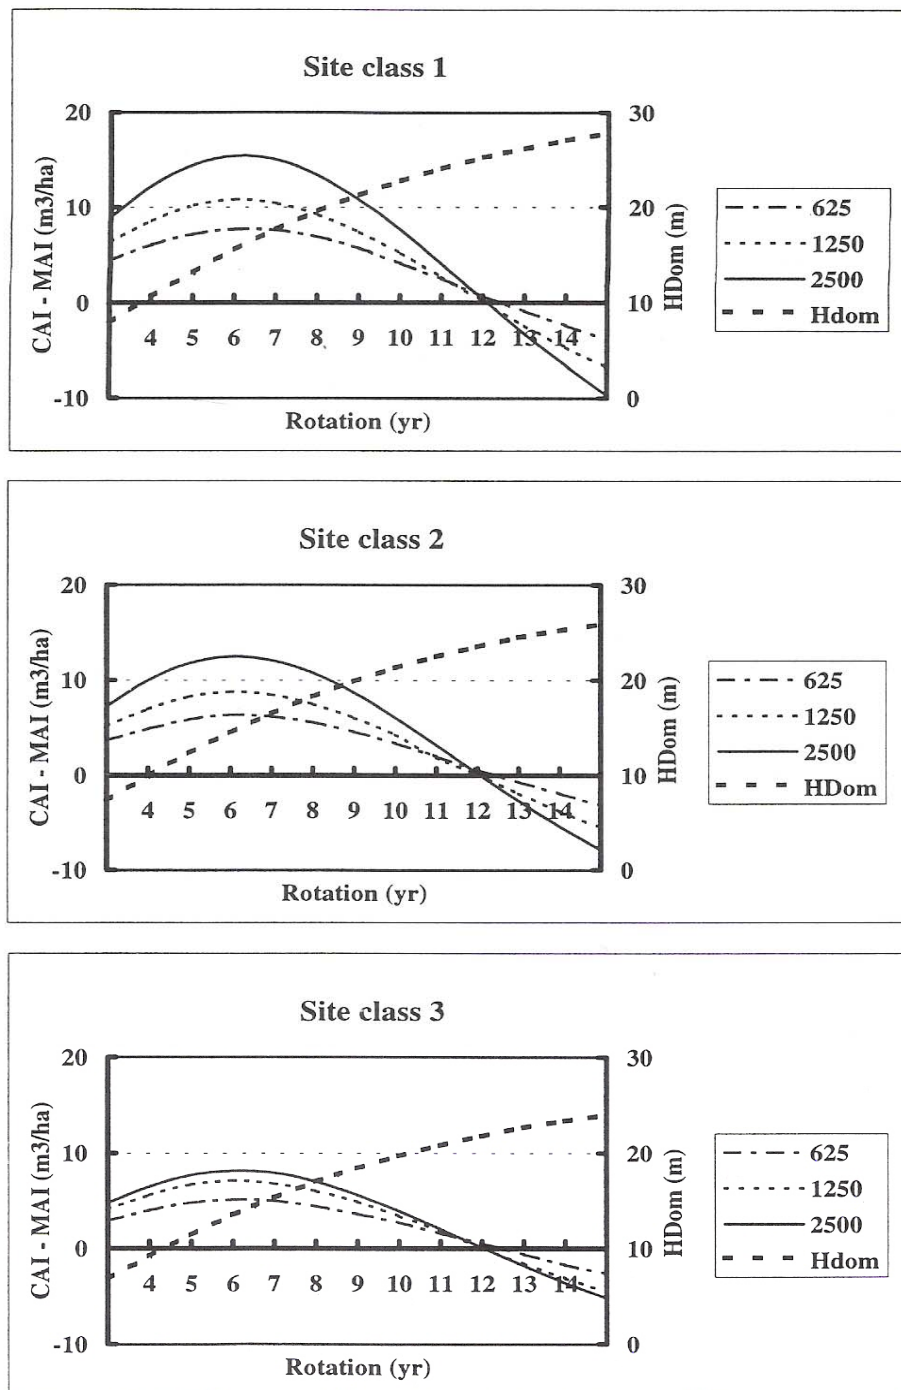 Site class 1
20
10
0
-10
CAI - MAI (m3/ha)
4 5 6 7 8 9 10 11 12 13 14
Rotation (yr)
30
20
10
0
HDom (m)
625
1250
2500
Hdom
Site class 2
20
10
0
-10
CAI - MAI (m3/ha)
4 5 6 7 8 9 10 11 12 13 14
Rotation (yr)
30
20
10
0
HDom (m)
625
1250
2500
HDom
Site class 3
20
10
0
-10
CAI - MAI (m3/ha)
4 5 6 7 8 9 10 11 12 13 14
Rotation (yr)
30
20
10
0
HDom (m)
625
1250
2500
Hdom